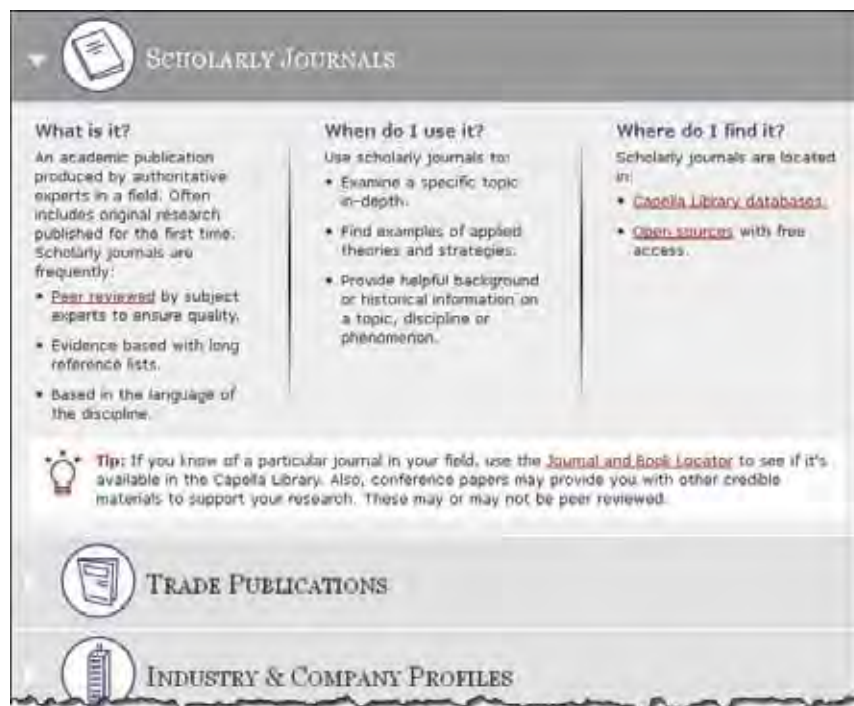 SCHOLARLY JOURNALS
What is it?
An academic publication
produced by authoritative
experts in a field. Often
includes original research
published for the first time.
Scholarly journals are
frequently:
• Peer reviewed by subject
experts to ensure quality.
• Evidence based with long
reference lists.
• Based in the language of
the discipline.
When do I use it?
Use scholarly journals to:
• Examine a specific topic
in-depth.
• Find examples of applied
theories and strategies.
• Provide helpful background
or historical information on
a topic, discipline or
phenomenon.
Where do I find it?
Scholarly journals are located
in:
• Capella Library databases.
• Open sources with free
access.
Tip: If you know of a particular journal in your field, use the Journal and Book Locator to see if it's
available in the Capella Library. Also, conference papers may provide you with other credible
materials to support your research. These may or may not be peer reviewed.
TRADE PUBLICATIONS
INDUSTRY & COMPANY PROFILES